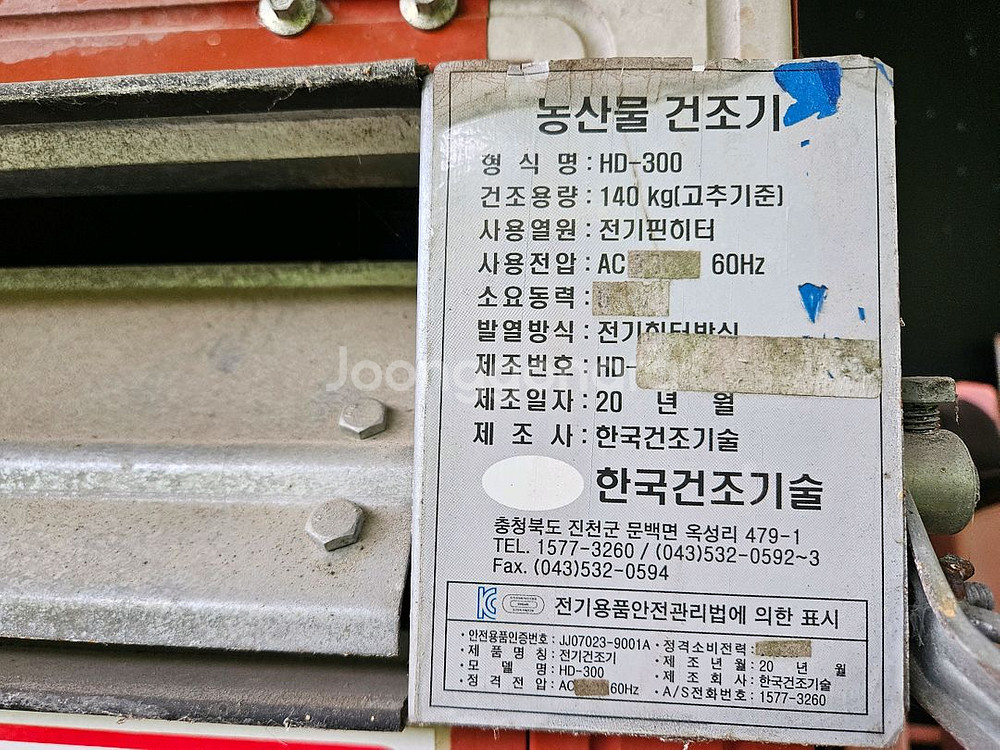 농산물 건조기
형 식 명 : HD-300
건조용량 : 140 kg(고추기준)
사용열원 : 전기핀히터
사용전압 : AC 60Hz
소요동력 :
발열방식 : 전기히터방식
제조번호 : HD-
제조일자 : 20 년 월
제 조 사 : 한국건조기술
한국건조기술
충청북도 진천군 문백면 옥성리 479-1
TEL. 1577-3260 / (043)532-0592~3
Fax. (043)532-0594
전기용품안전관리법에 의한 표시
· 안전용품인증번호 : JJ07023-9001A · 정격소비전력 :
· 제 품 명 칭 : 전기건조기 · 제 조 년 월 : 20 년 월
· 모 델 명 : HD-300 · 제 조 회 사 : 한국건조기술
· 정 격 전 압 : AC 60Hz · A/S전화번호 : 1577-3260